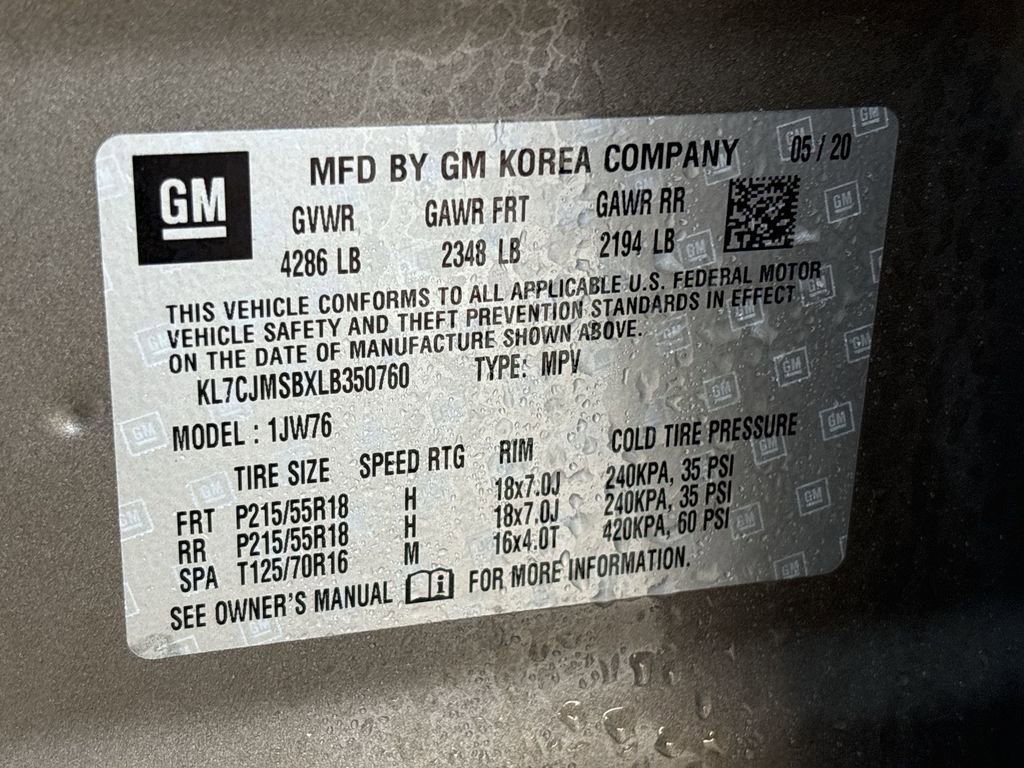 GM
MFD BY GM KOREA COMPANY 05/20
GVWR GAWR FRT GAWR RR
4286 LB 2348 LB 2194 LB
THIS VEHICLE CONFORMS TO ALL APPLICABLE U.S. FEDERAL MOTOR
VEHICLE SAFETY AND THEFT PREVENTION STANDARDS IN EFFECT
ON THE DATE OF MANUFACTURE SHOWN ABOVE.
KL7CJMSBXLB350760 TYPE: MPV
MODEL : 1JW76
TIRE SIZE SPEED RTG RIM COLD TIRE PRESSURE
FRT P215/55R18 H 18x7.0J 240KPA, 35 PSI
RR P215/55R18 H 18x7.0J 240KPA, 35 PSI
SPA T125/70R16 M 16x4.0T 420KPA, 60 PSI
SEE OWNER'S MANUAL FOR MORE INFORMATION.